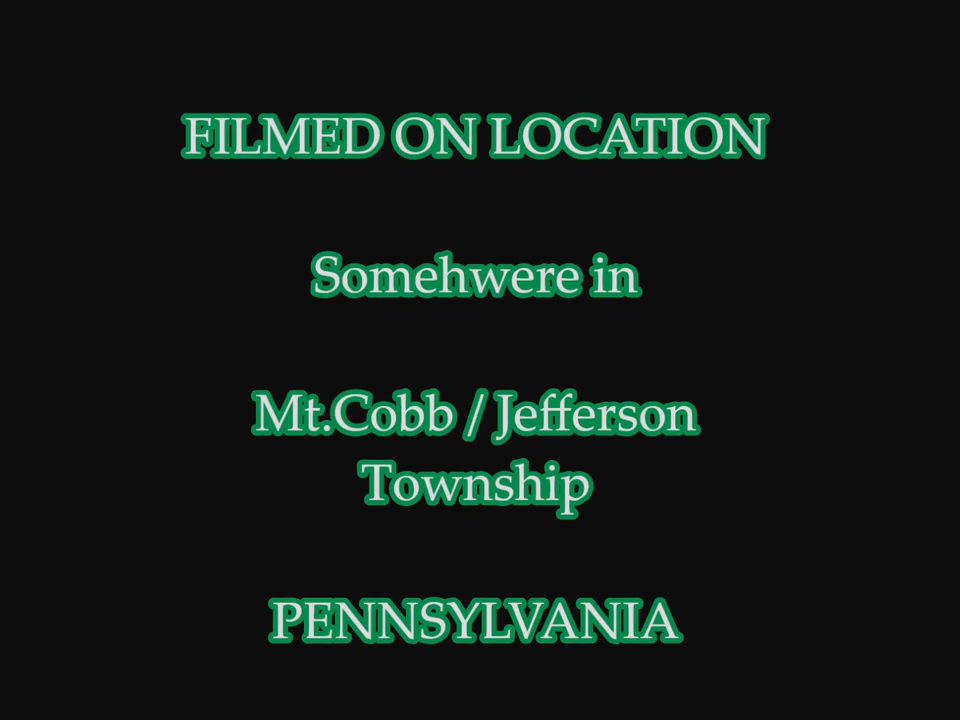 FILMED ON LOCATION
Somehwere in
Mt.Cobb / Jefferson
Township
PENNSYLVANIA